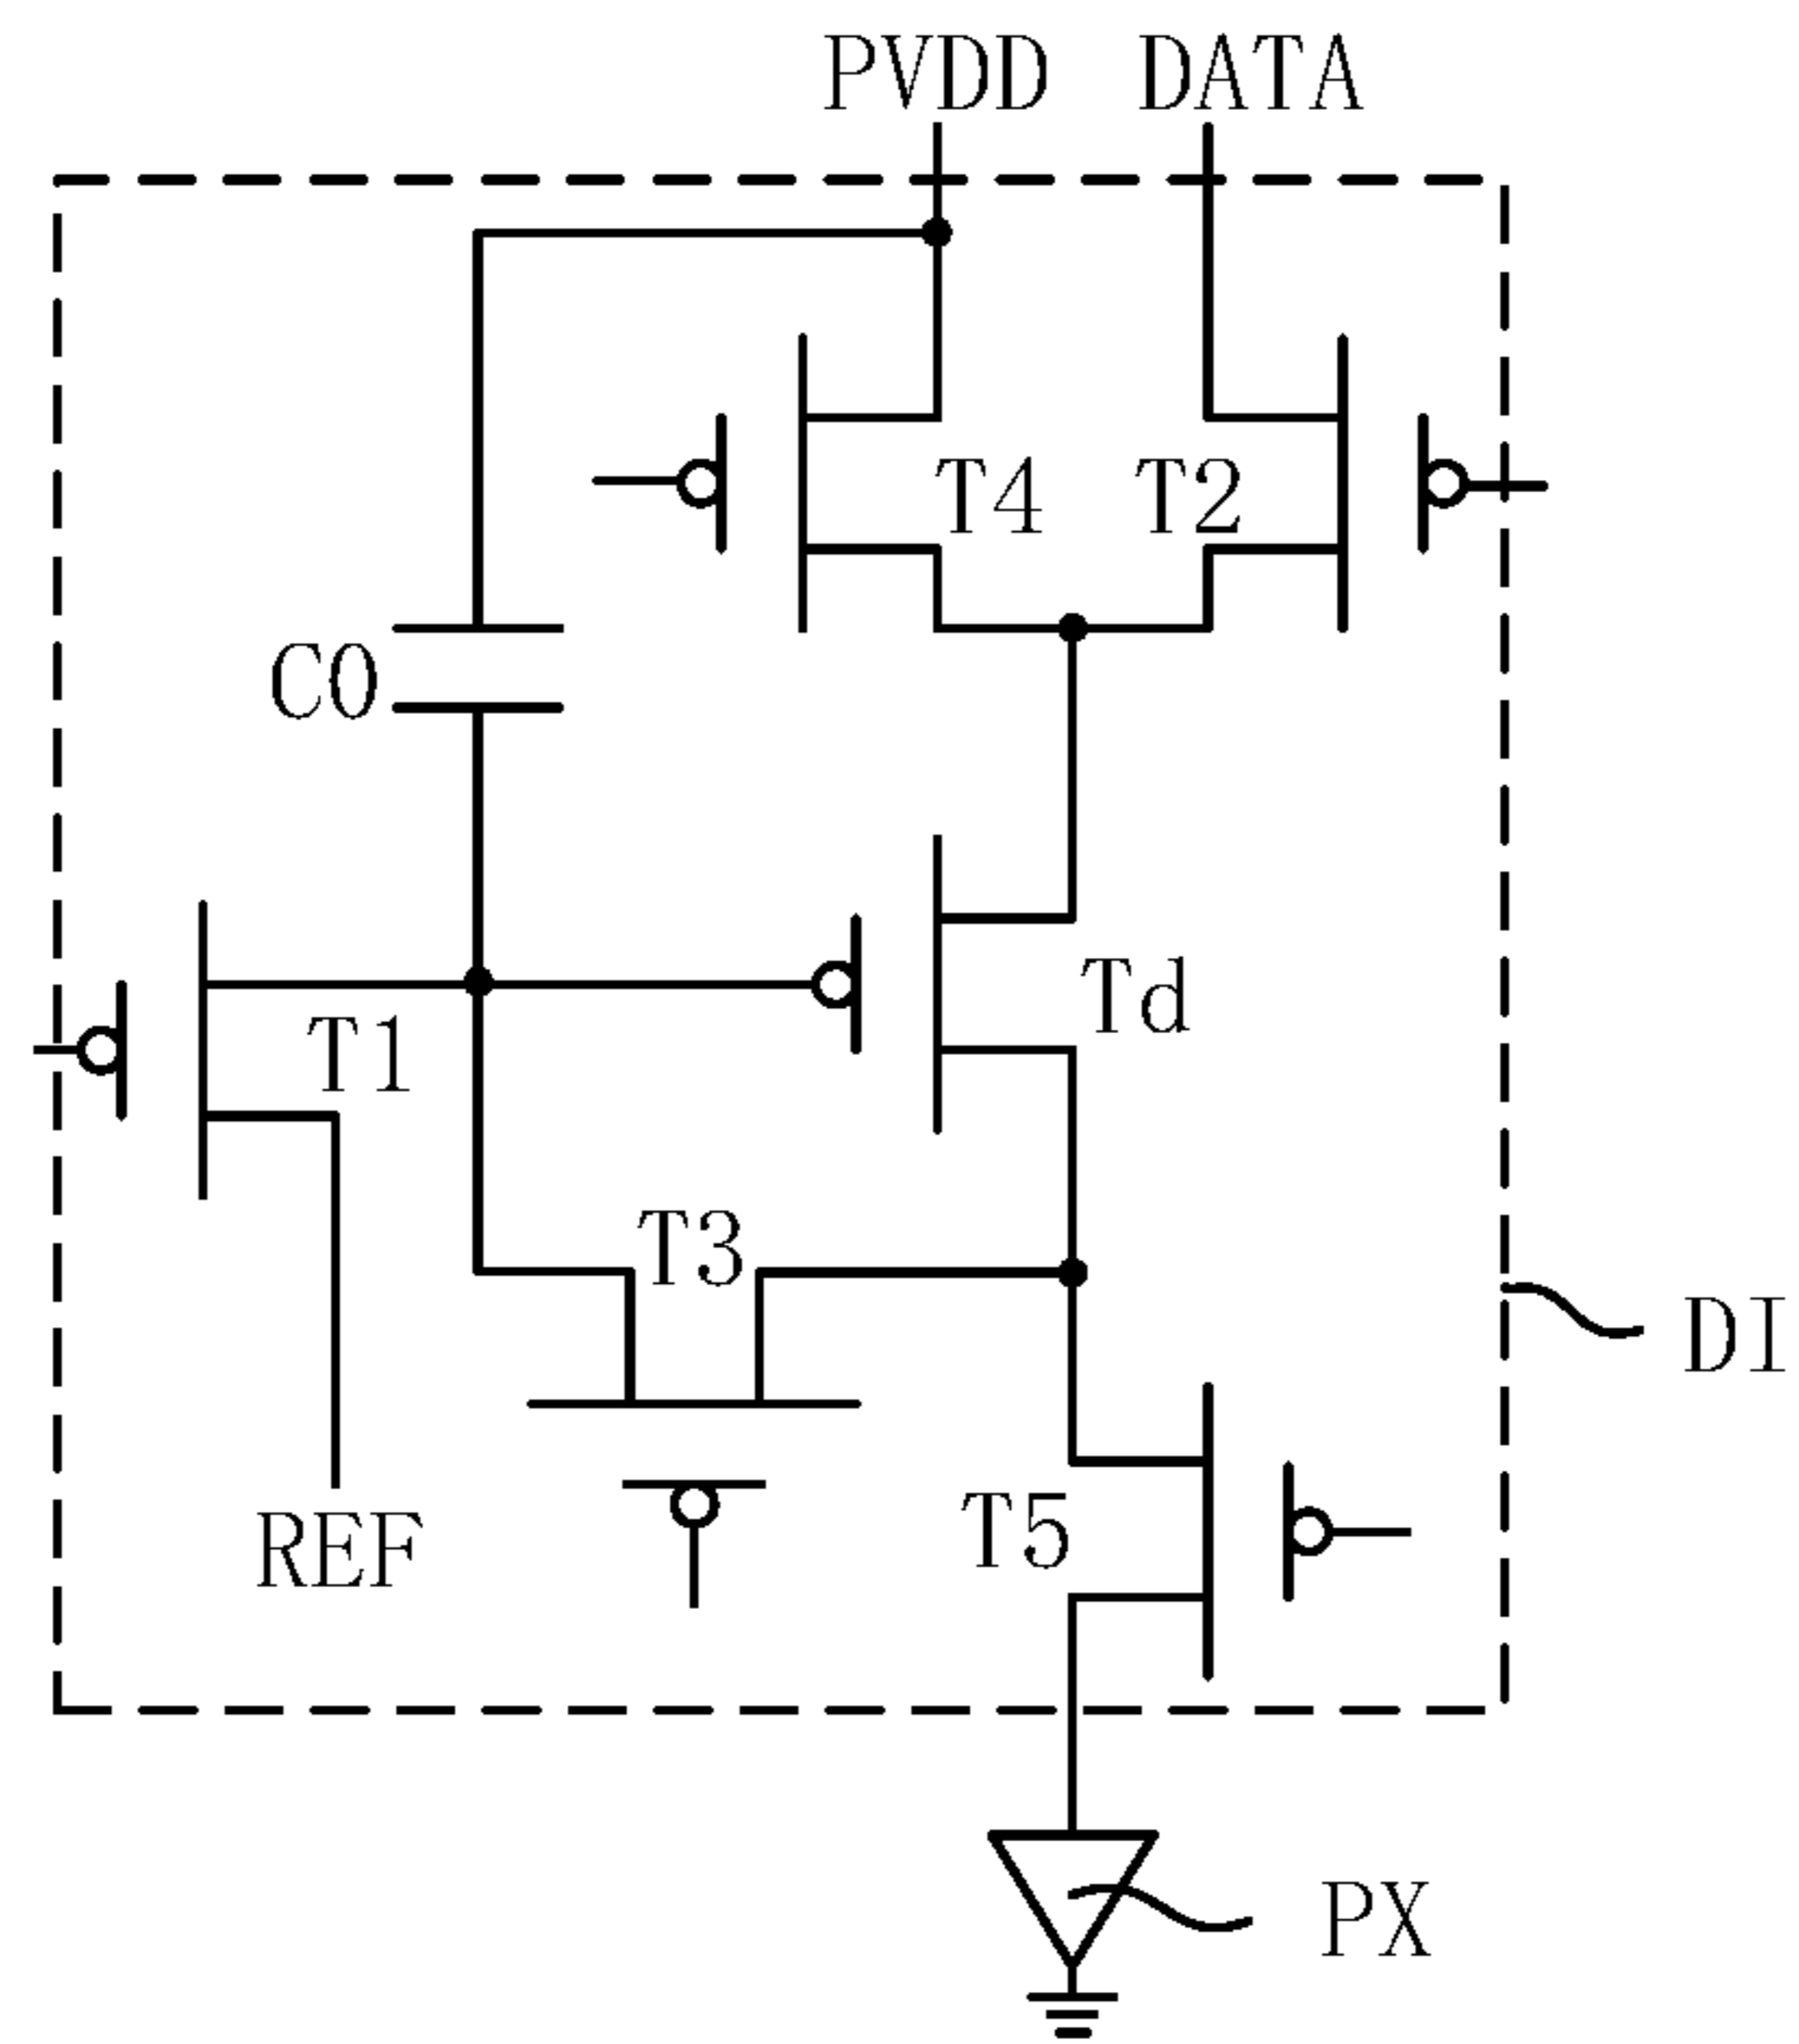 PVDD DATA
T4 T2
C0
Td
T1
T3
DI
T5
REF
PX